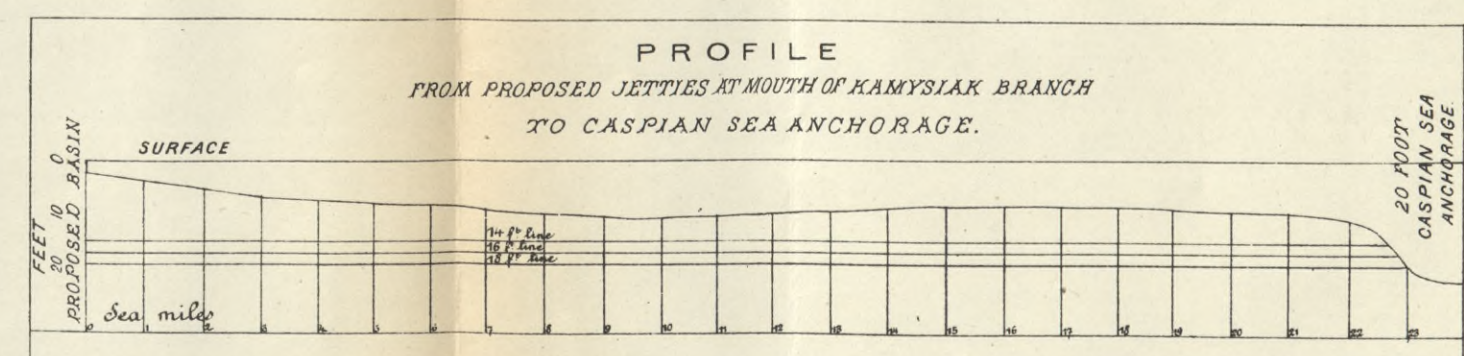 PROFILE
FROM PROPOSED JETTIES AT MOUTH OF KAMYSIAK BRANCH
TO CASPIAN SEA ANCHORAGE.
SURFACE
FEET
0 10 20
PROPOSED BASIN
14 ft line
16 ft line
18 ft line
20 FOOT
CASPIAN SEA
ANCHORAGE.
Sea miles
0 1 2 3 4 5 6 7 8 9 10 11 12 13 14 15 16 17 18 19 20 21 22 23